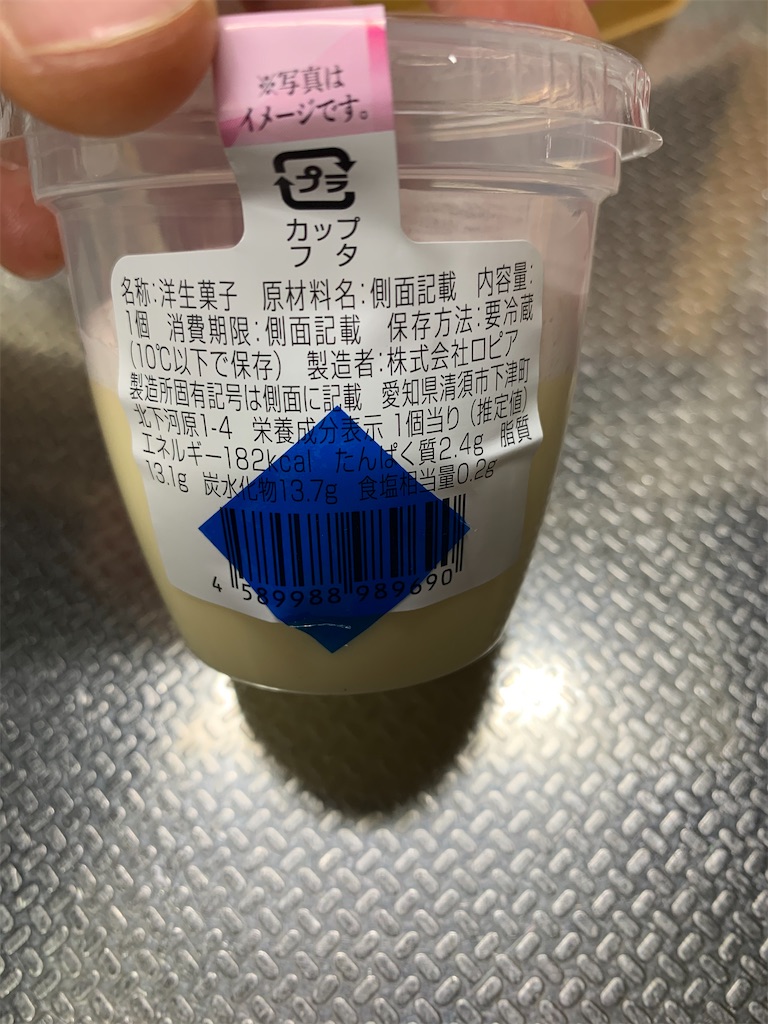 ※写真は
イメージです。
プラ
カップ
フタ
名称:洋生菓子 原材料名:側面記載 内容量:
1個 消費期限:側面記載 保存方法:要冷蔵
(10℃以下で保存) 製造者:株式会社ロピア
製造所固有記号は側面に記載 愛知県清須市下津町
北下河原1-4 栄養成分表示 1個当り(推定値)
エネルギー182kcal たんぱく質2.4g 脂質
13.1g 炭水化物13.7g 食塩相当量0.2g
4 589988 989690